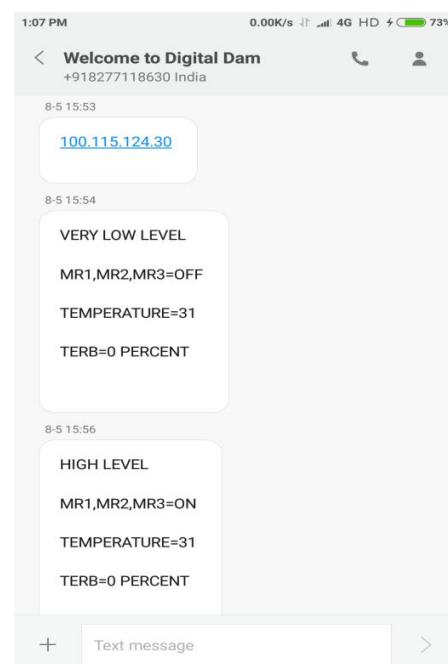 1:07 PM 0.00K/s 4G HD 73%
Welcome to Digital Dam
+918277118630 India
8-5 15:53
100.115.124.30
8-5 15:54
VERY LOW LEVEL
MR1,MR2,MR3=OFF
TEMPERATURE=31
TERB=0 PERCENT
8-5 15:56
HIGH LEVEL
MR1,MR2,MR3=ON
TEMPERATURE=31
TERB=0 PERCENT
Text message